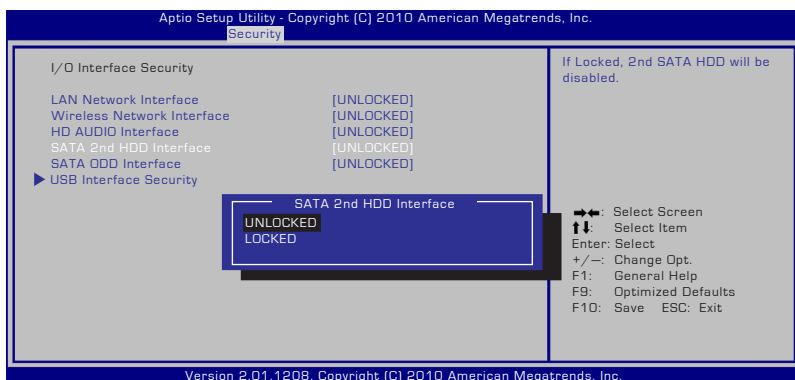 Aptio Setup Utility - Copyright (C) 2010 American Megatrends, Inc.
Security
I/O Interface Security
LAN Network Interface [UNLOCKED]
Wireless Network Interface [UNLOCKED]
HD AUDIO Interface [UNLOCKED]
SATA 2nd HDD Interface [UNLOCKED]
SATA ODD Interface [UNLOCKED]
USB Interface Security
SATA 2nd HDD Interface
UNLOCKED
LOCKED
If Locked, 2nd SATA HDD will be
disabled.
→←: Select Screen
↑↓: Select Item
Enter: Select
+/—: Change Opt.
F1: General Help
F9: Optimized Defaults
F10: Save ESC: Exit
Version 2.01.1208. Copyright (C) 2010 American Megatrends, Inc.